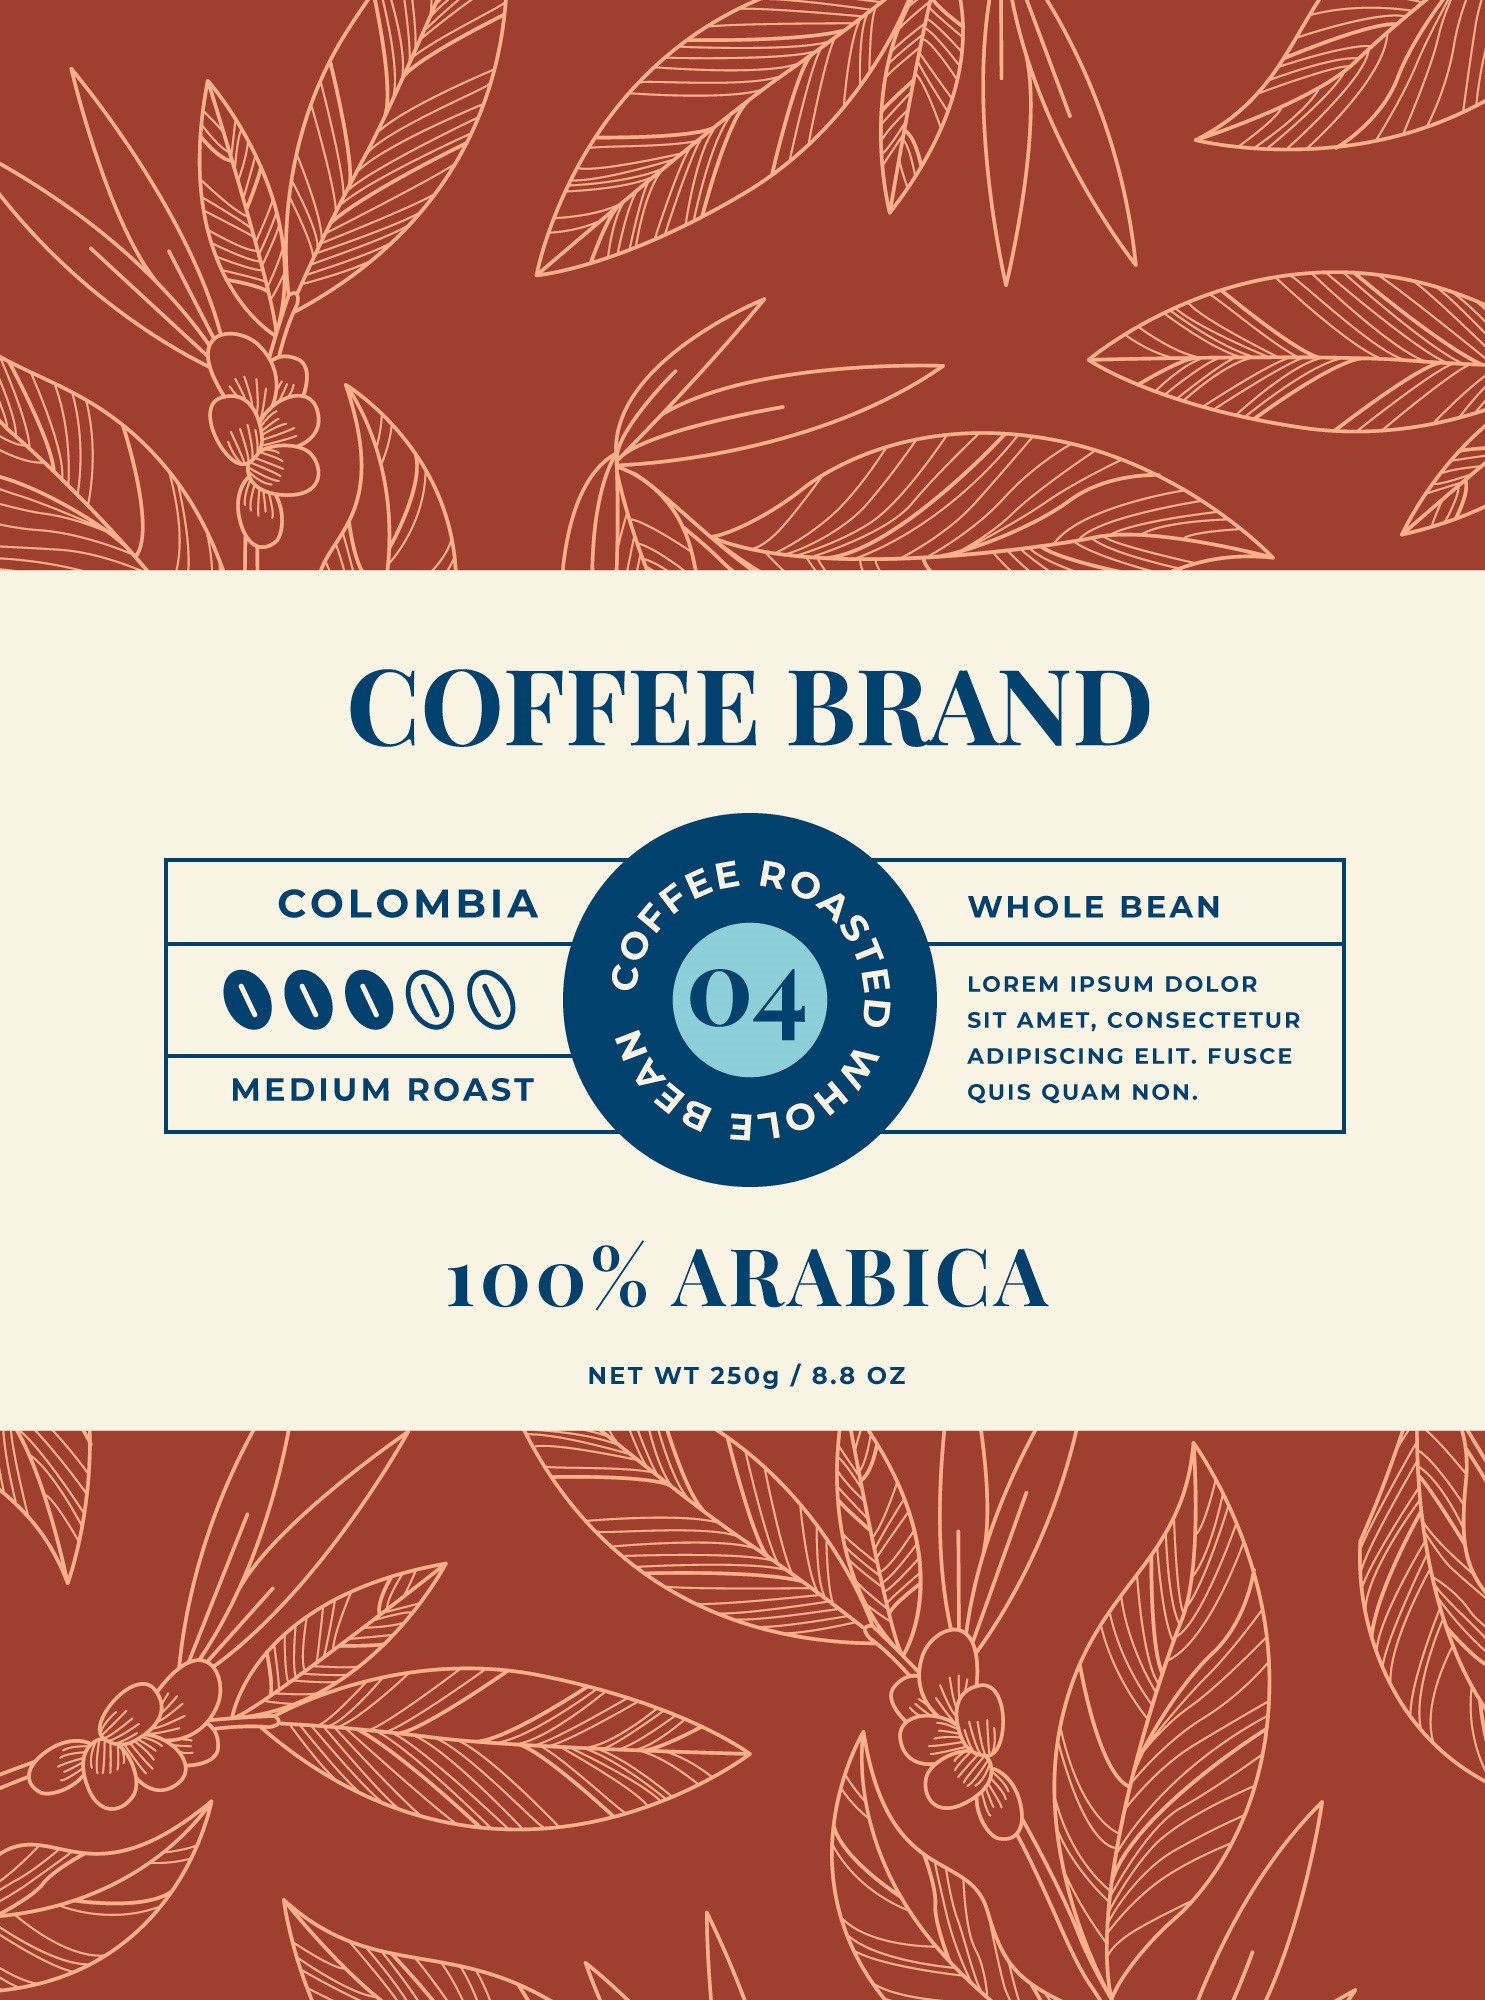 COFFEE BRAND
COLOMBIA
MEDIUM ROAST
COFFEE ROASTED WHOLE BEAN
04
WHOLE BEAN
LOREM IPSUM DOLOR
SIT AMET, CONSECTETUR
ADIPISCING ELIT. FUSCE
QUIS QUAM NON.
100% ARABICA
NET WT 250g / 8.8 OZ